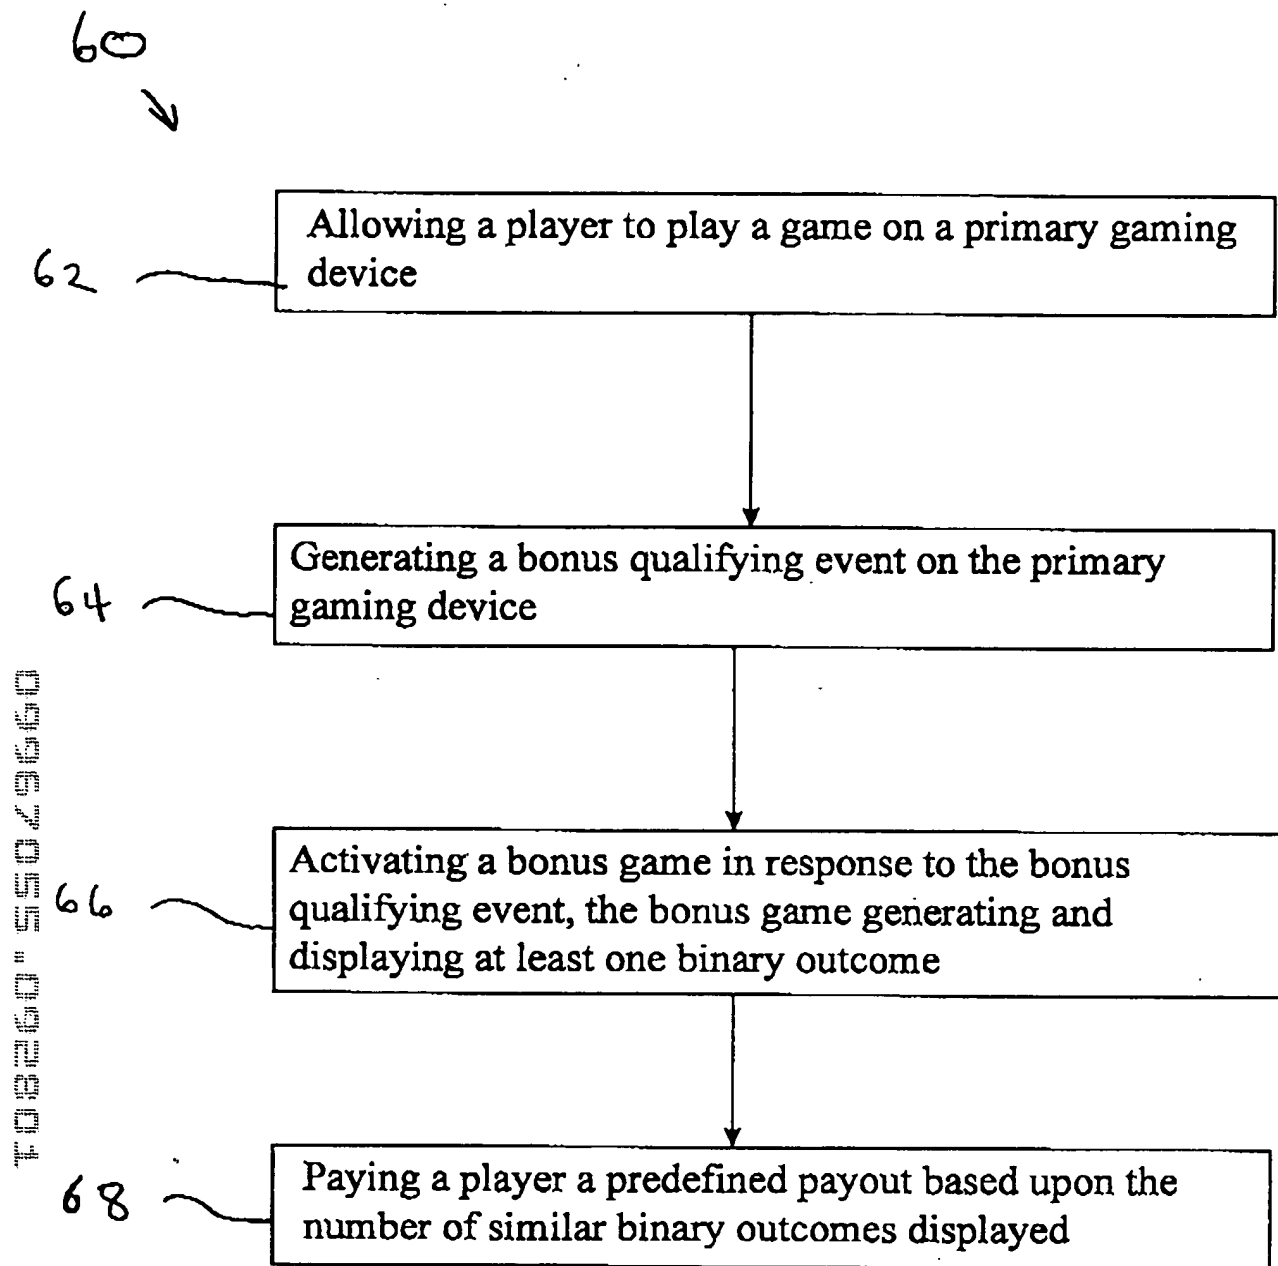 60
62
Allowing a player to play a game on a primary gaming
device
64
Generating a bonus qualifying event on the primary
gaming device
66
Activating a bonus game in response to the bonus
qualifying event, the bonus game generating and
displaying at least one binary outcome
68
Paying a player a predefined payout based upon the
number of similar binary outcomes displayed
09967055.092801